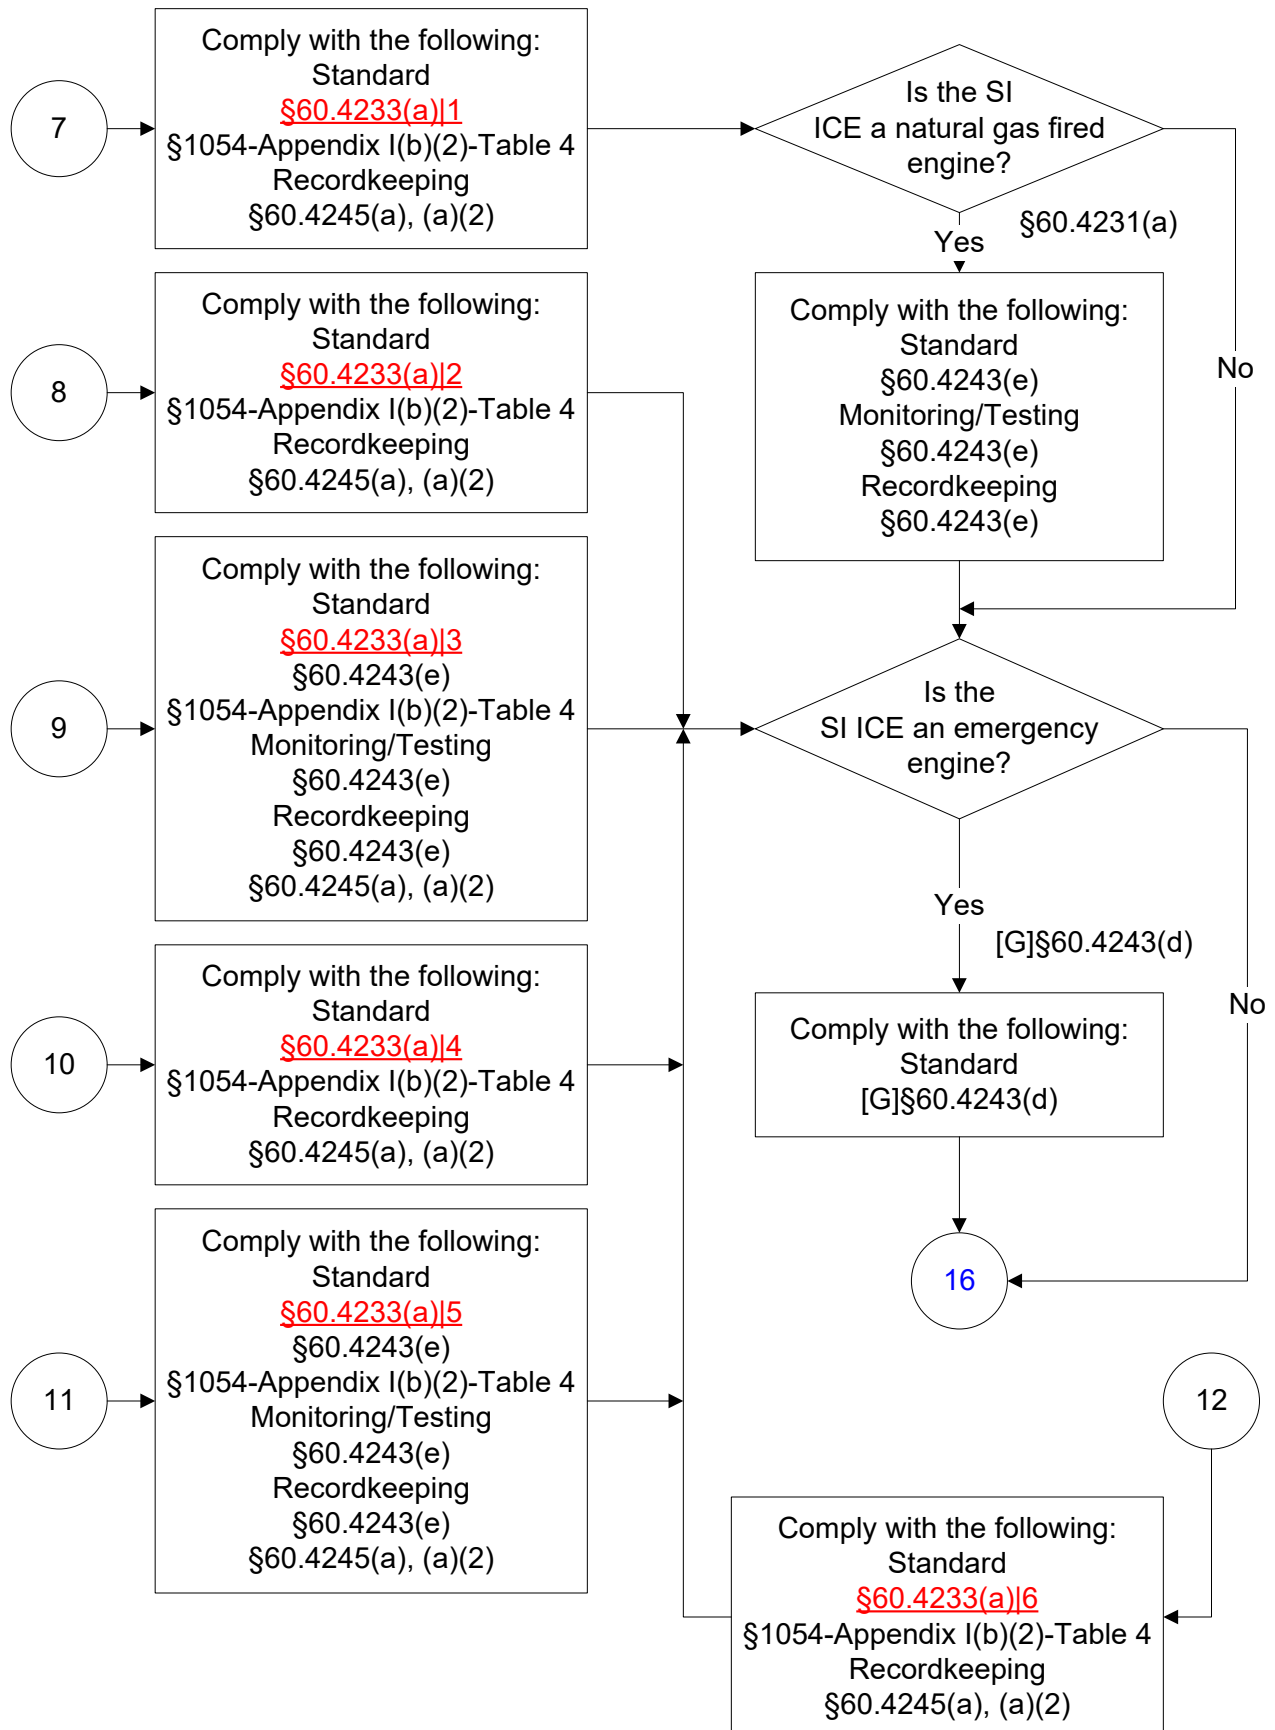 7
Comply with the following:
Standard
§60.4233(a)|1
§1054-Appendix I(b)(2)-Table 4
Recordkeeping
§60.4245(a), (a)(2)
Is the SI
ICE a natural gas fired
engine?
§60.4231(a)
Yes
No
Comply with the following:
Standard
§60.4243(e)
Monitoring/Testing
§60.4243(e)
Recordkeeping
§60.4243(e)
8
Comply with the following:
Standard
§60.4233(a)|2
§1054-Appendix I(b)(2)-Table 4
Recordkeeping
§60.4245(a), (a)(2)
9
Comply with the following:
Standard
§60.4233(a)|3
§60.4243(e)
§1054-Appendix I(b)(2)-Table 4
Monitoring/Testing
§60.4243(e)
Recordkeeping
§60.4243(e)
§60.4245(a), (a)(2)
Is the
SI ICE an emergency
engine?
Yes
[G]§60.4243(d)
No
Comply with the following:
Standard
[G]§60.4243(d)
16
10
Comply with the following:
Standard
§60.4233(a)|4
§1054-Appendix I(b)(2)-Table 4
Recordkeeping
§60.4245(a), (a)(2)
11
Comply with the following:
Standard
§60.4233(a)|5
§60.4243(e)
§1054-Appendix I(b)(2)-Table 4
Monitoring/Testing
§60.4243(e)
Recordkeeping
§60.4243(e)
§60.4245(a), (a)(2)
12
Comply with the following:
Standard
§60.4233(a)|6
§1054-Appendix I(b)(2)-Table 4
Recordkeeping
§60.4245(a), (a)(2)